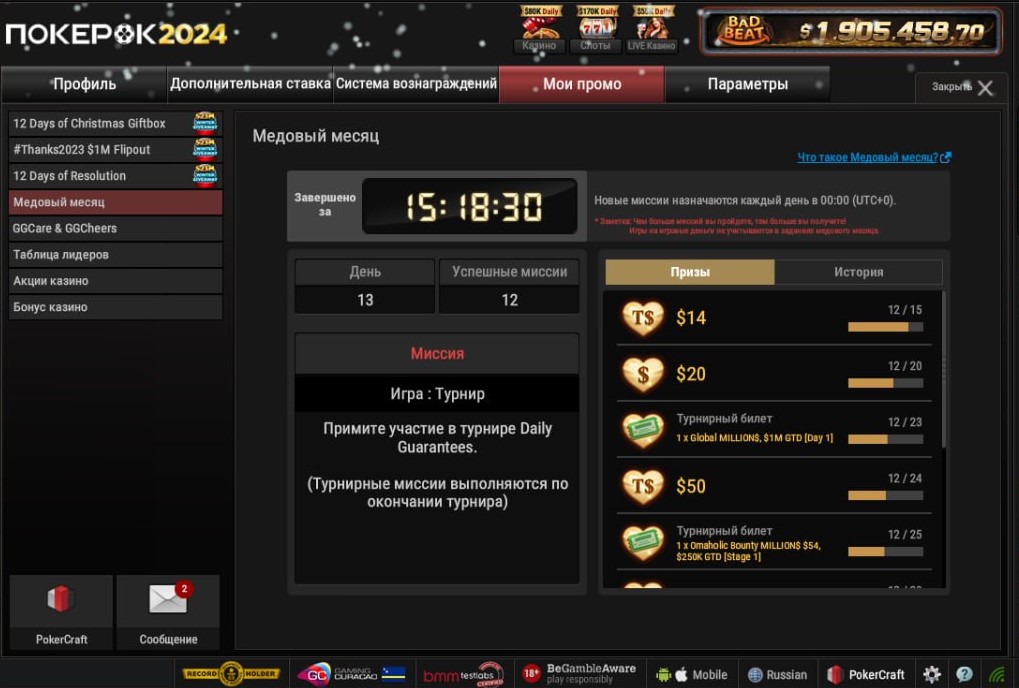 ПОКЕРОК2024
$80K Daily
Казино
$170K Daily
Слоты
LIVE Казино
BAD BEAT
$1.905.458.70
Профиль
Дополнительная ставка
Система вознаграждений
Мои промо
Параметры
Закрыть
12 Days of Christmas Giftbox
#Thanks2023 $1M Flipout
12 Days of Resolution
Медовый месяц
GGCare & GGCheers
Таблица лидеров
Акции казино
Бонус казино
PokerCraft
2
Сообщение
Медовый месяц
Что такое Медовый месяц?
Завершено
за
15:18:30
Новые миссии назначаются каждый день в 00:00 (UTC+0).
* Заметка: Чем больше миссий вы пройдете, тем больше вы получите!
Игры на игровые деньги не учитываются в заданиях медового месяца.
День
13
Успешные миссии
12
Миссия
Игра : Турнир
Примите участие в турнире Daily
Guarantees.
(Турнирные миссии выполняются по
окончании турнира)
Призы
История
T$
$14
12 / 15
$
$20
12 / 20
Турнирный билет
1 x Global MILLION$, $1M GTD [Day 1]
12 / 23
T$
$50
12 / 24
Турнирный билет
1 x Omaholic Bounty MILLION$ $54,
$250K GTD [Stage 1]
12 / 25
RECORD HOLDER
GC GAMING CURACAO
bmm testlabs
CERTIFIED
18+
BeGambleAware
play responsibly
Mobile
Russian
PokerCraft